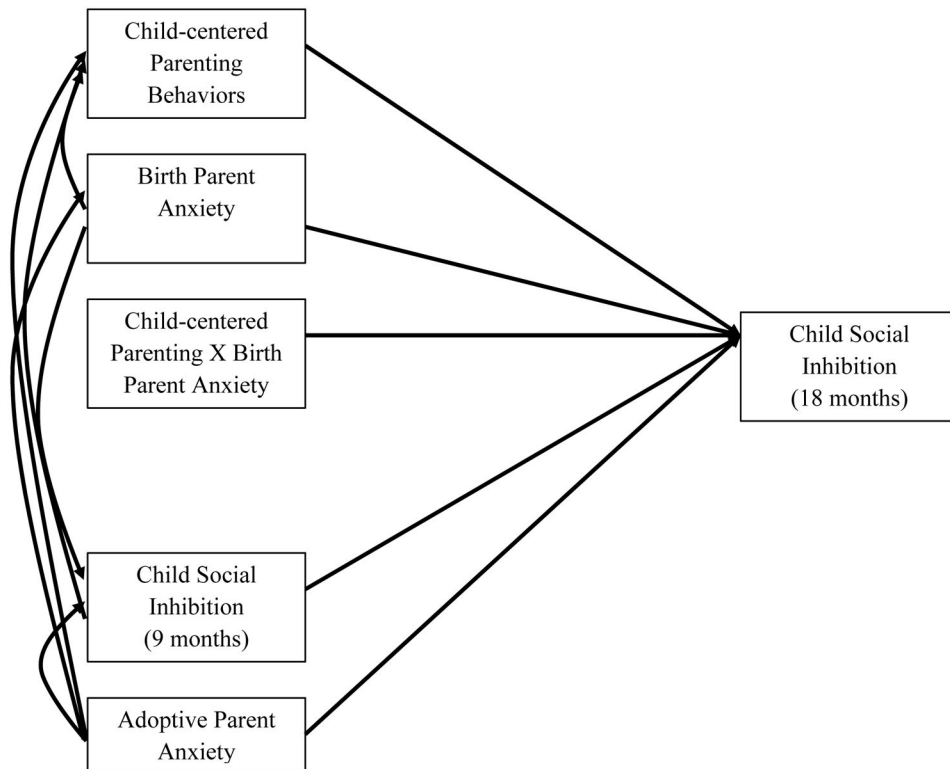 Child-centered
Parenting
Behaviors
Birth Parent
Anxiety
Child-centered
Parenting X Birth
Parent Anxiety
Child Social
Inhibition
(18 months)
Child Social
Inhibition
(9 months)
Adoptive Parent
Anxiety